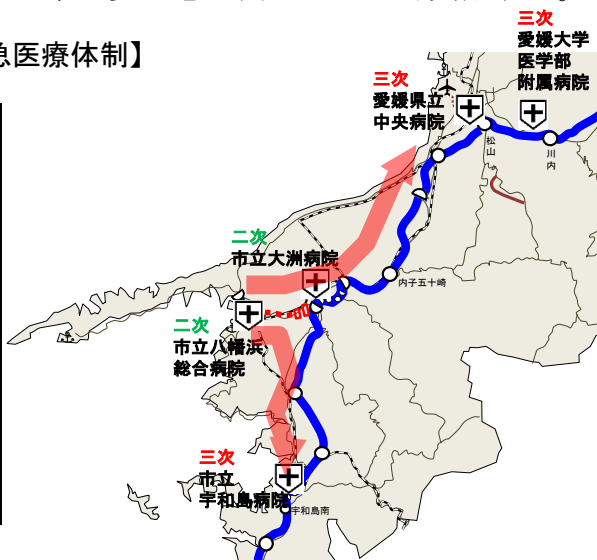 急医療体制】
三次
愛媛大学
医学部
附属病院
三次
愛媛県立
中央病院
松山
川内
二次
市立大洲病院
内子五十崎
二次
市立八幡浜
総合病院
三次
市立
宇和島病院
宇和島南